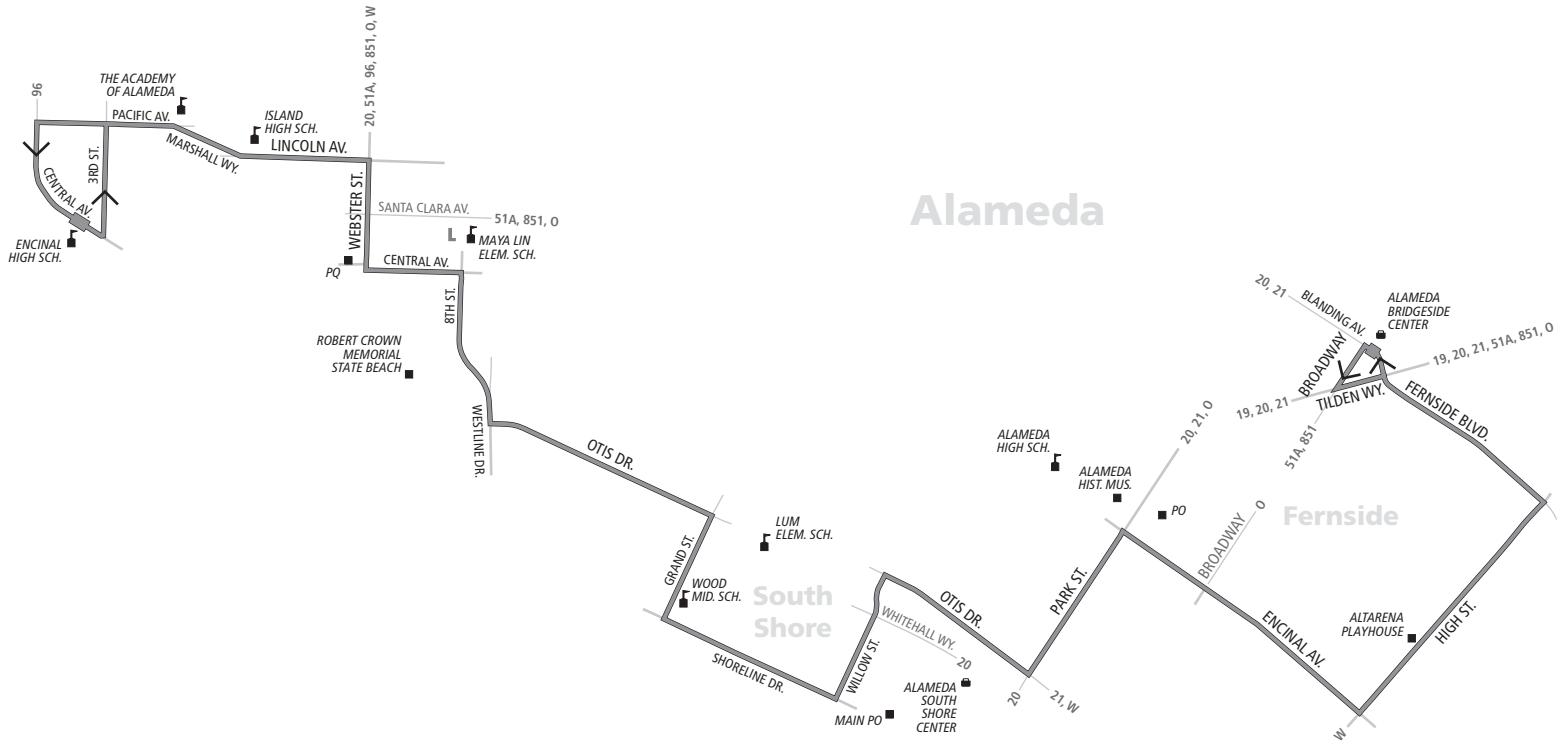 20, 51A, 96, 851, O, W
96
THE ACADEMY
OF ALAMEDA
PACIFIC AV.
ISLAND
HIGH SCH.
LINCOLN AV.
MARSHALL WY.
3RD ST.
CENTRAL AV.
ENCINAL
HIGH SCH.
WEBSTER ST.
SANTA CLARA AV.
51A, 851, O
L
MAYA LIN
ELEM. SCH.
PQ
CENTRAL AV.
8TH ST.
ROBERT CROWN
MEMORIAL
STATE BEACH
WESTLINE DR.
OTIS DR.
Alameda
20, 21
BLANDING AV.
ALAMEDA
BRIDGESIDE
CENTER
BROADWAY
19, 20, 21, 51A, 851, O
19, 20, 21
TILDEN WY.
FERNSIDE BLVD.
51A, 851
20, 21, O
ALAMEDA
HIGH SCH.
ALAMEDA
HIST. MUS.
PO
BROADWAY
O
Fernside
LUM
ELEM. SCH.
GRAND ST.
WOOD
MID. SCH.
South
Shore
SHORELINE DR.
WILLOW ST.
WHITEHALL WY.
20
OTIS DR.
PARK ST.
ENCINAL AV.
ALTARENA
PLAYHOUSE
HIGH ST.
MAIN PO
ALAMEDA
SOUTH
SHORE
CENTER
20
21, W
W